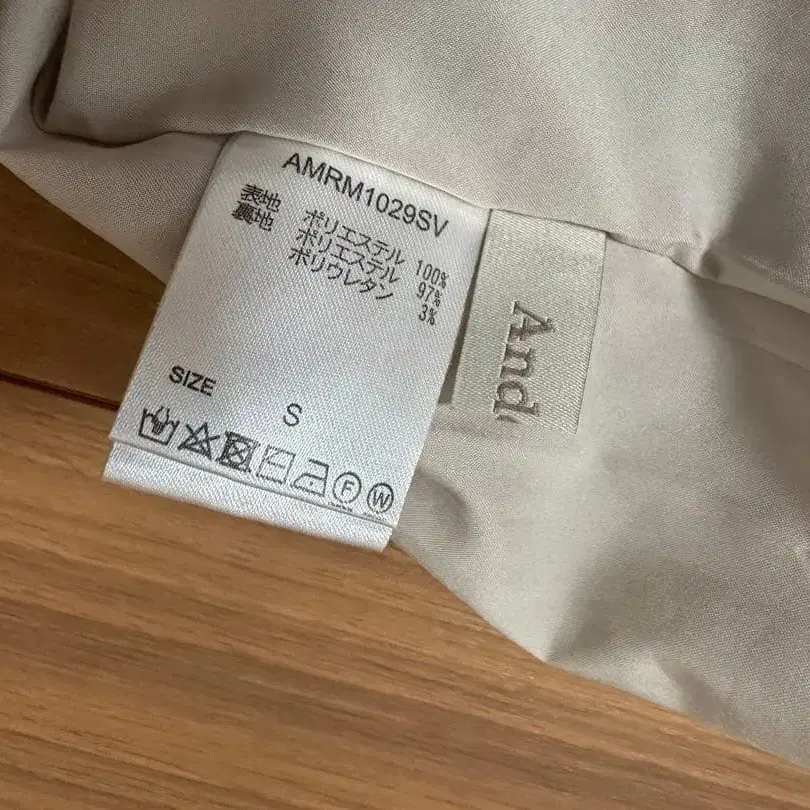 AMRM1029SV
表地 ポリエステル 100%
裏地 ポリエステル 97%
ポリウレタン 3%
SIZE S
F W
And